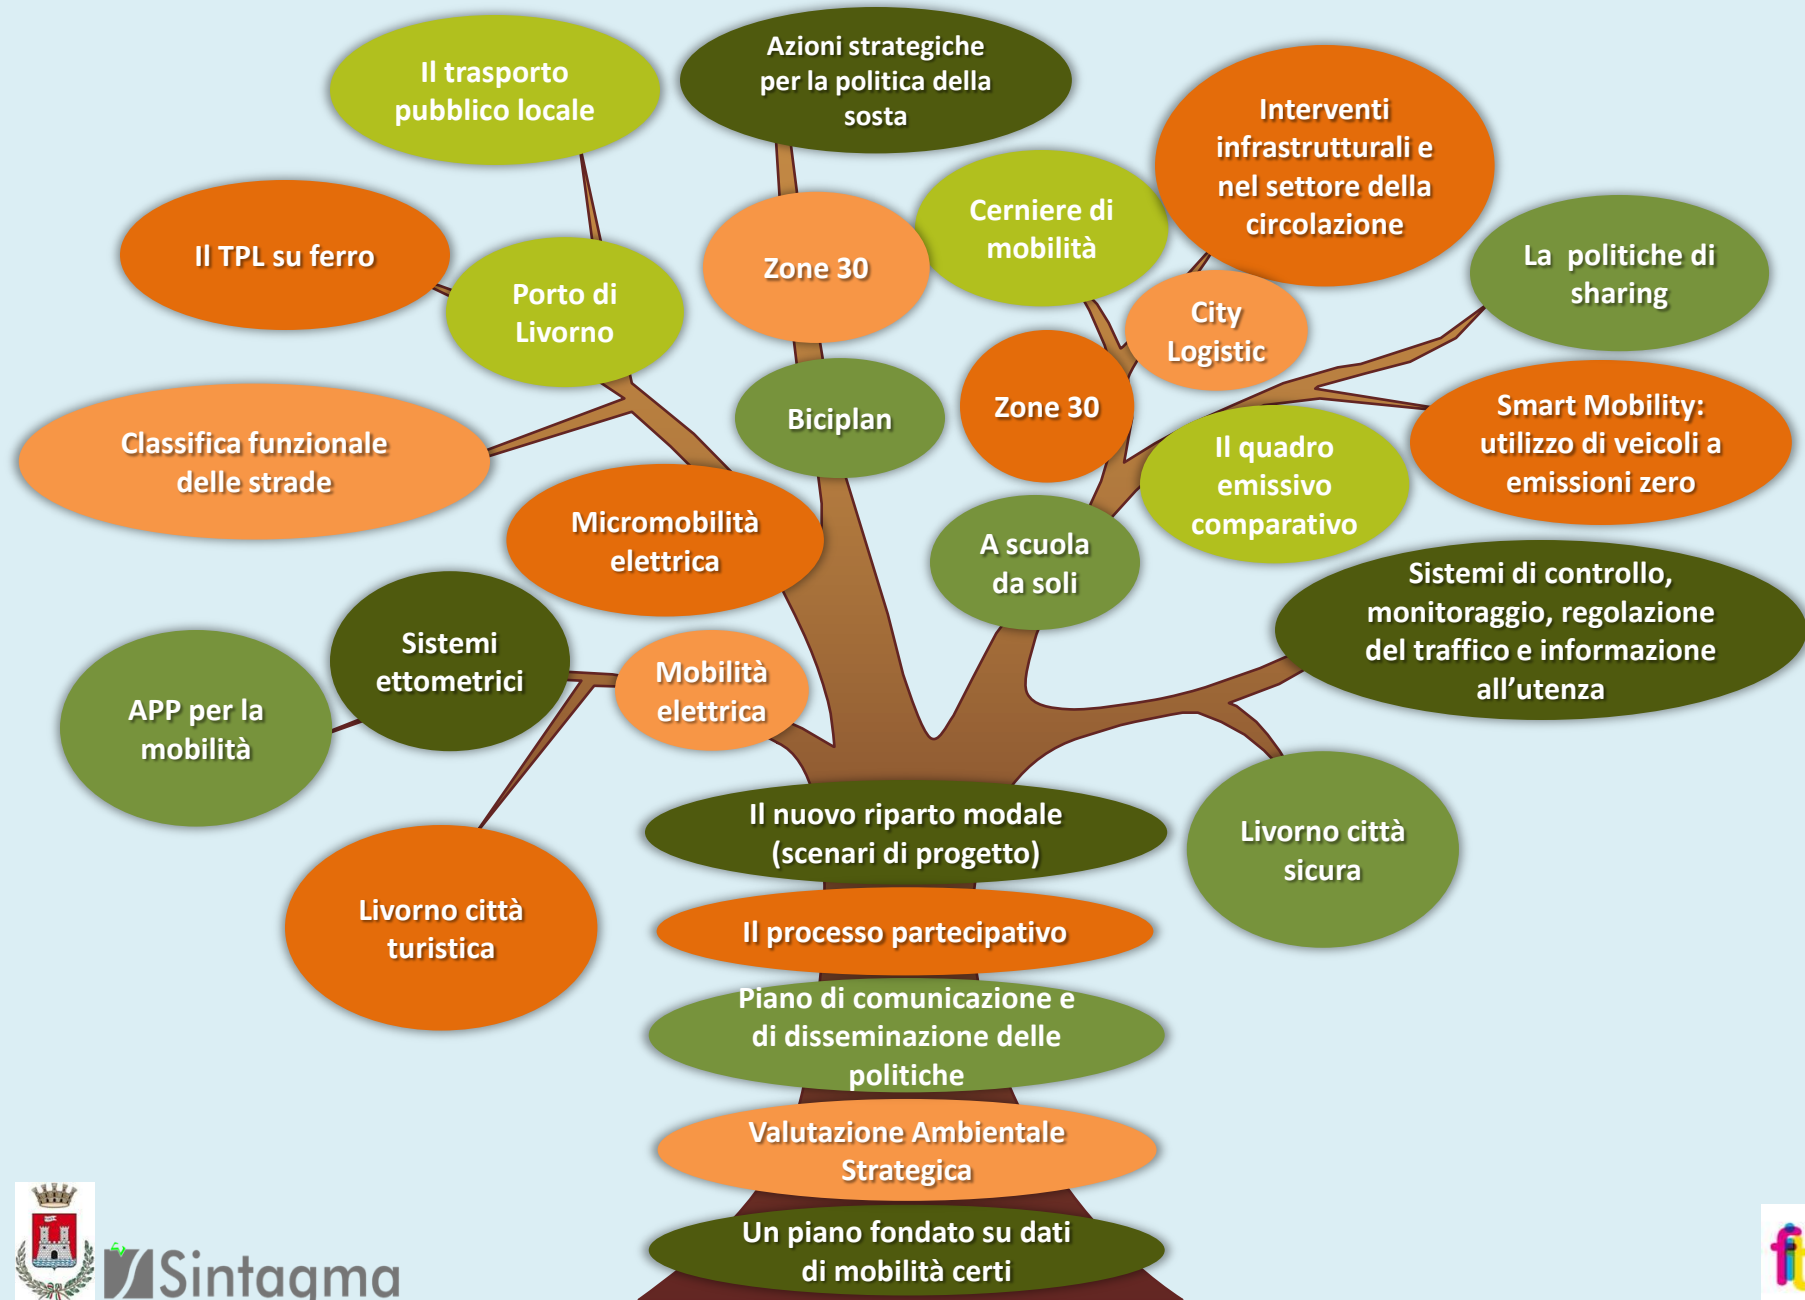 Il trasporto
pubblico locale
Azioni strategiche
per la politica della
sosta
Interventi
infrastrutturali e
nel settore della
circolazione
Cerniere di
mobilità
Il TPL su ferro
Zone 30
La  politiche di
sharing
Porto di
Livorno
City
Logistic
Zone 30
Biciplan
Smart Mobility:
utilizzo di veicoli a
emissioni zero
Classifica funzionale
delle strade
Il quadro
emissivo
comparativo
Micromobilità
elettrica
A scuola
da soli
Sistemi di controllo,
monitoraggio, regolazione
del traffico e informazione
all'utenza
Sistemi
ettometrici
Mobilità
elettrica
APP per la
mobilità
Il nuovo riparto modale
(scenari di progetto)
Livorno città
sicura
Livorno città
turistica
Il processo partecipativo
Piano di comunicazione e
di disseminazione delle
politiche
Valutazione Ambientale
Strategica
Un piano fondato su dati
di mobilità certi
Sintagma